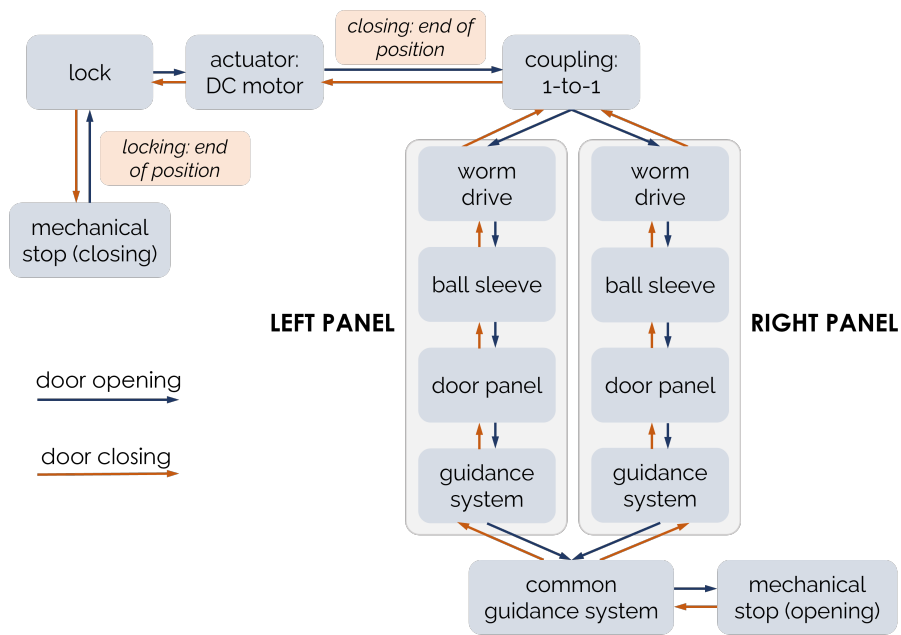 closing: end of
position
lock
actuator:
DC motor
coupling:
1-to-1
locking: end
of position
mechanical
stop (closing)
worm
drive
worm
drive
ball sleeve
ball sleeve
LEFT PANEL
RIGHT PANEL
door panel
door panel
door opening
door closing
guidance
system
guidance
system
common
guidance system
mechanical
stop (opening)